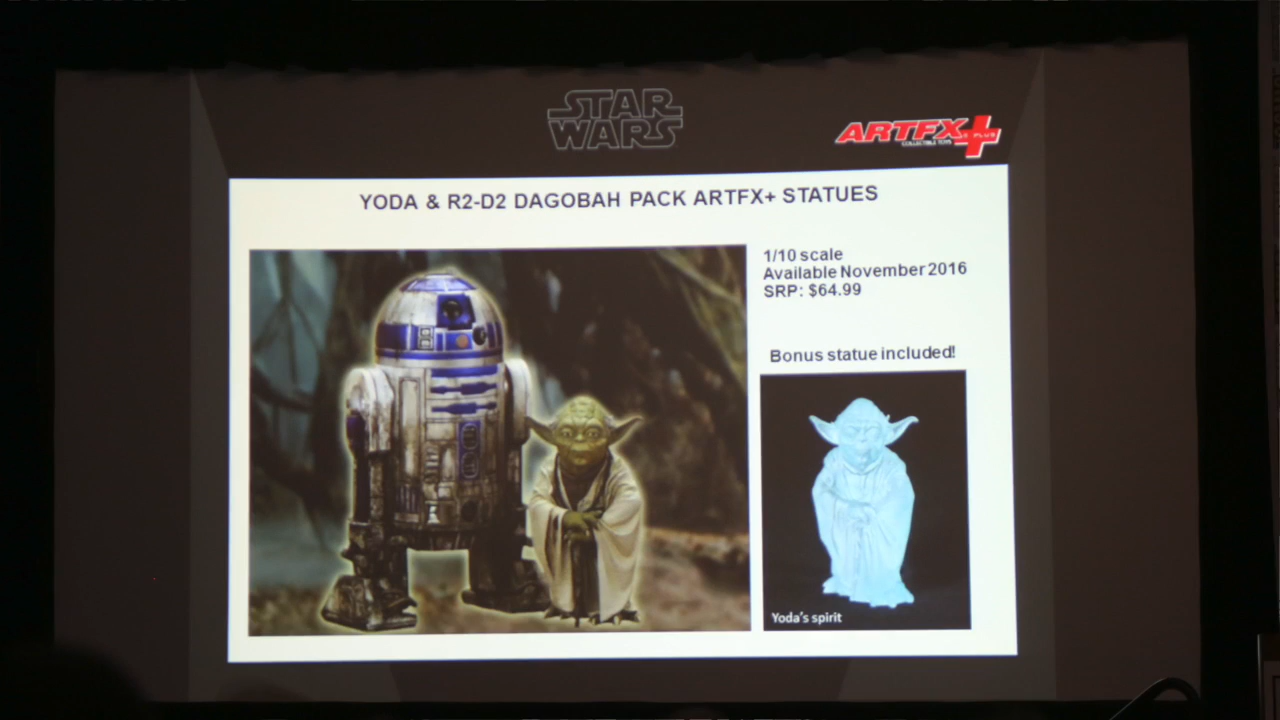 STAR
WARS
ARTFX+
YODA & R2-D2 DAGOBAH PACK ARTFX+ STATUES
1/10 scale
Available November 2016
SRP: $64.99
Bonus statue included!
Yoda's spirit